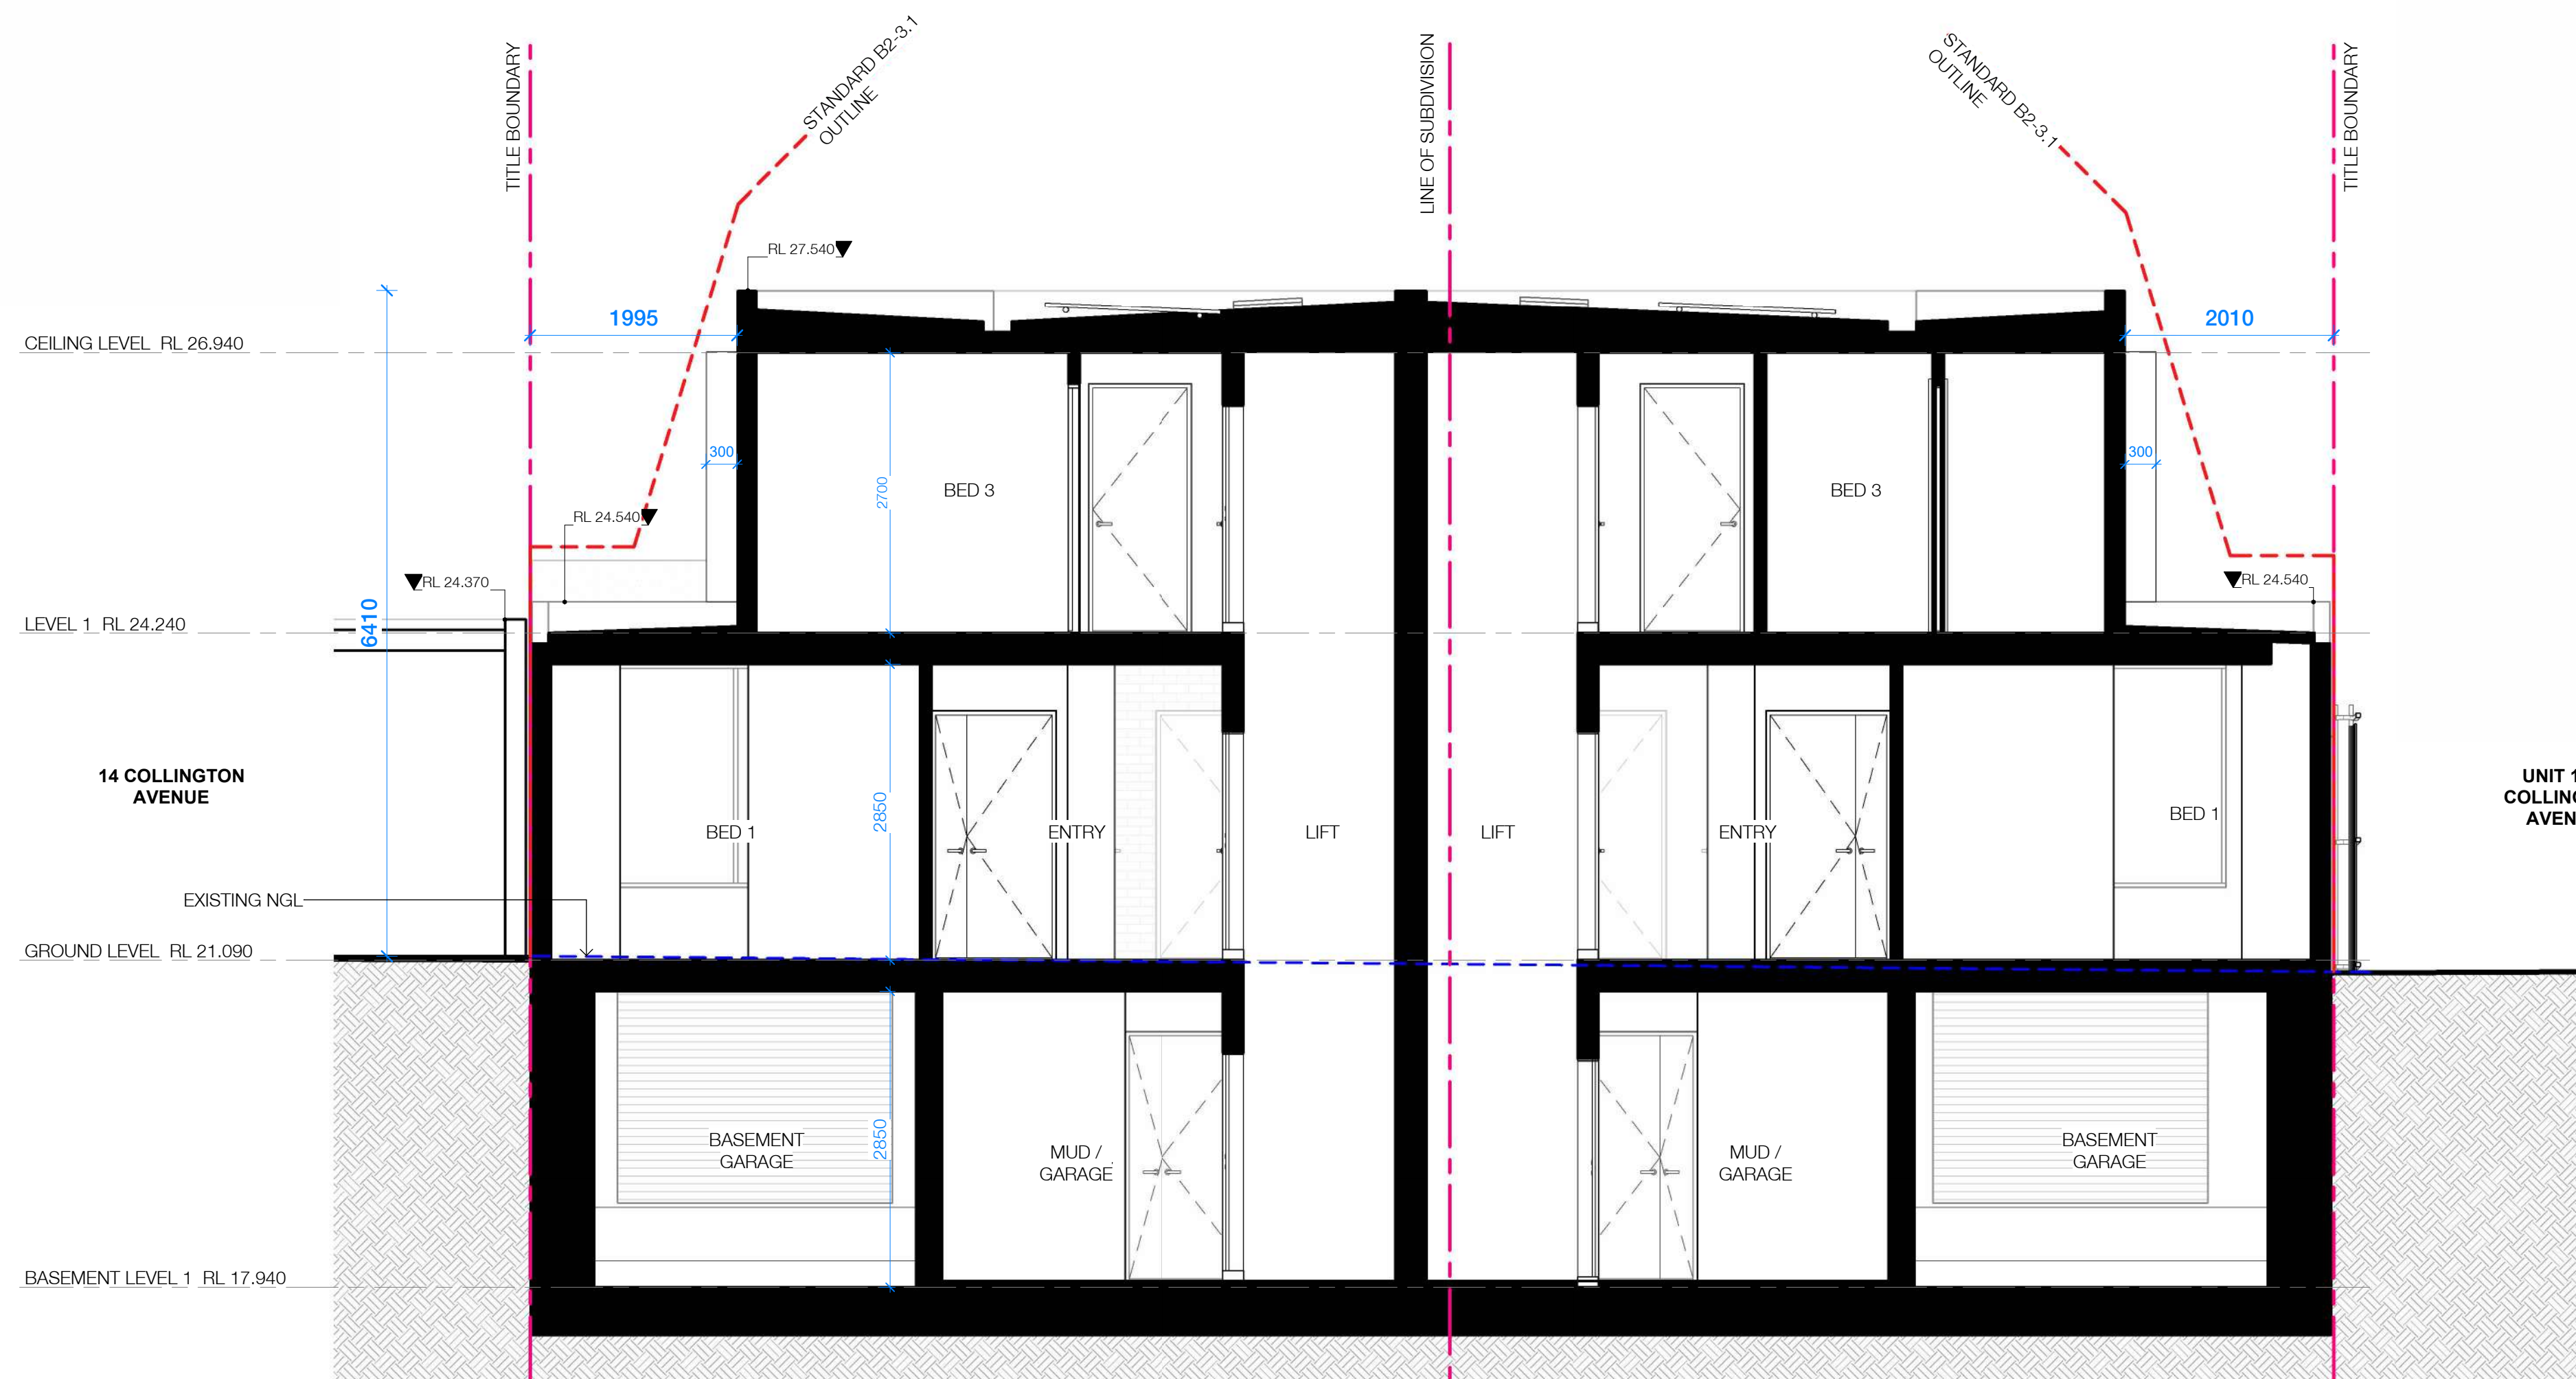 TITLE BOUNDARY
STANDARD B2-3.1
OUTLINE
LINE OF SUBDIVISION
STANDARD B2-3.1
OUTLINE
TITLE BOUNDARY
RL 27.540
1995
2010
CEILING LEVEL RL 26.940
300
2700
BED 3
BED 3
300
RL 24.540
RL 24.370
RL 24.540
LEVEL 1 RL 24.240
6410
14 COLLINGTON
AVENUE
UNIT 1
COLLING
AVEN
BED 1
2850
ENTRY
LIFT
LIFT
ENTRY
BED 1
EXISTING NGL
GROUND LEVEL RL 21.090
BASEMENT
GARAGE
2850
MUD /
GARAGE
MUD /
GARAGE
BASEMENT
GARAGE
BASEMENT LEVEL 1 RL 17.940